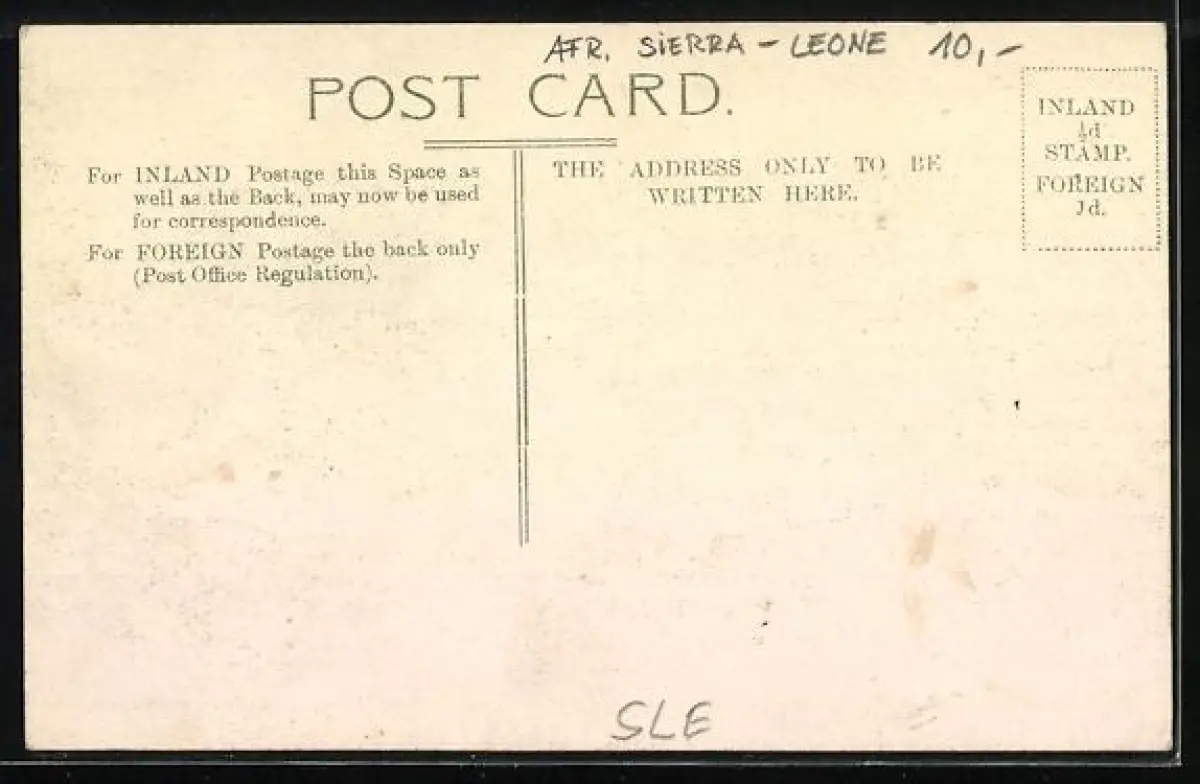 AFR. SIERRA - LEONE 10,-
POST CARD.
For INLAND Postage this Space as
well as the Back, may now be used
for correspondence.
For FOREIGN Postage the back only
(Post Office Regulation).
THE ADDRESS ONLY TO BE
WRITTEN HERE.
INLAND
½d
STAMP.
FOREIGN
1d.
SLE